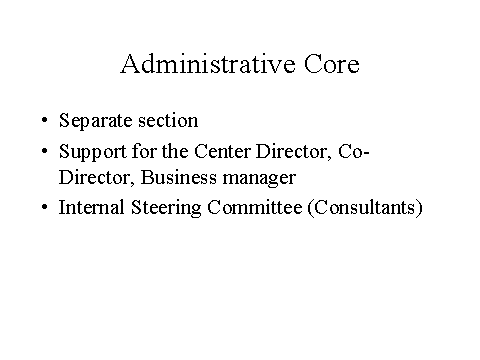 Administrative Core
• Separate section
• Support for the Center Director, Co-
Director, Business manager
• Internal Steering Committee (Consultants)